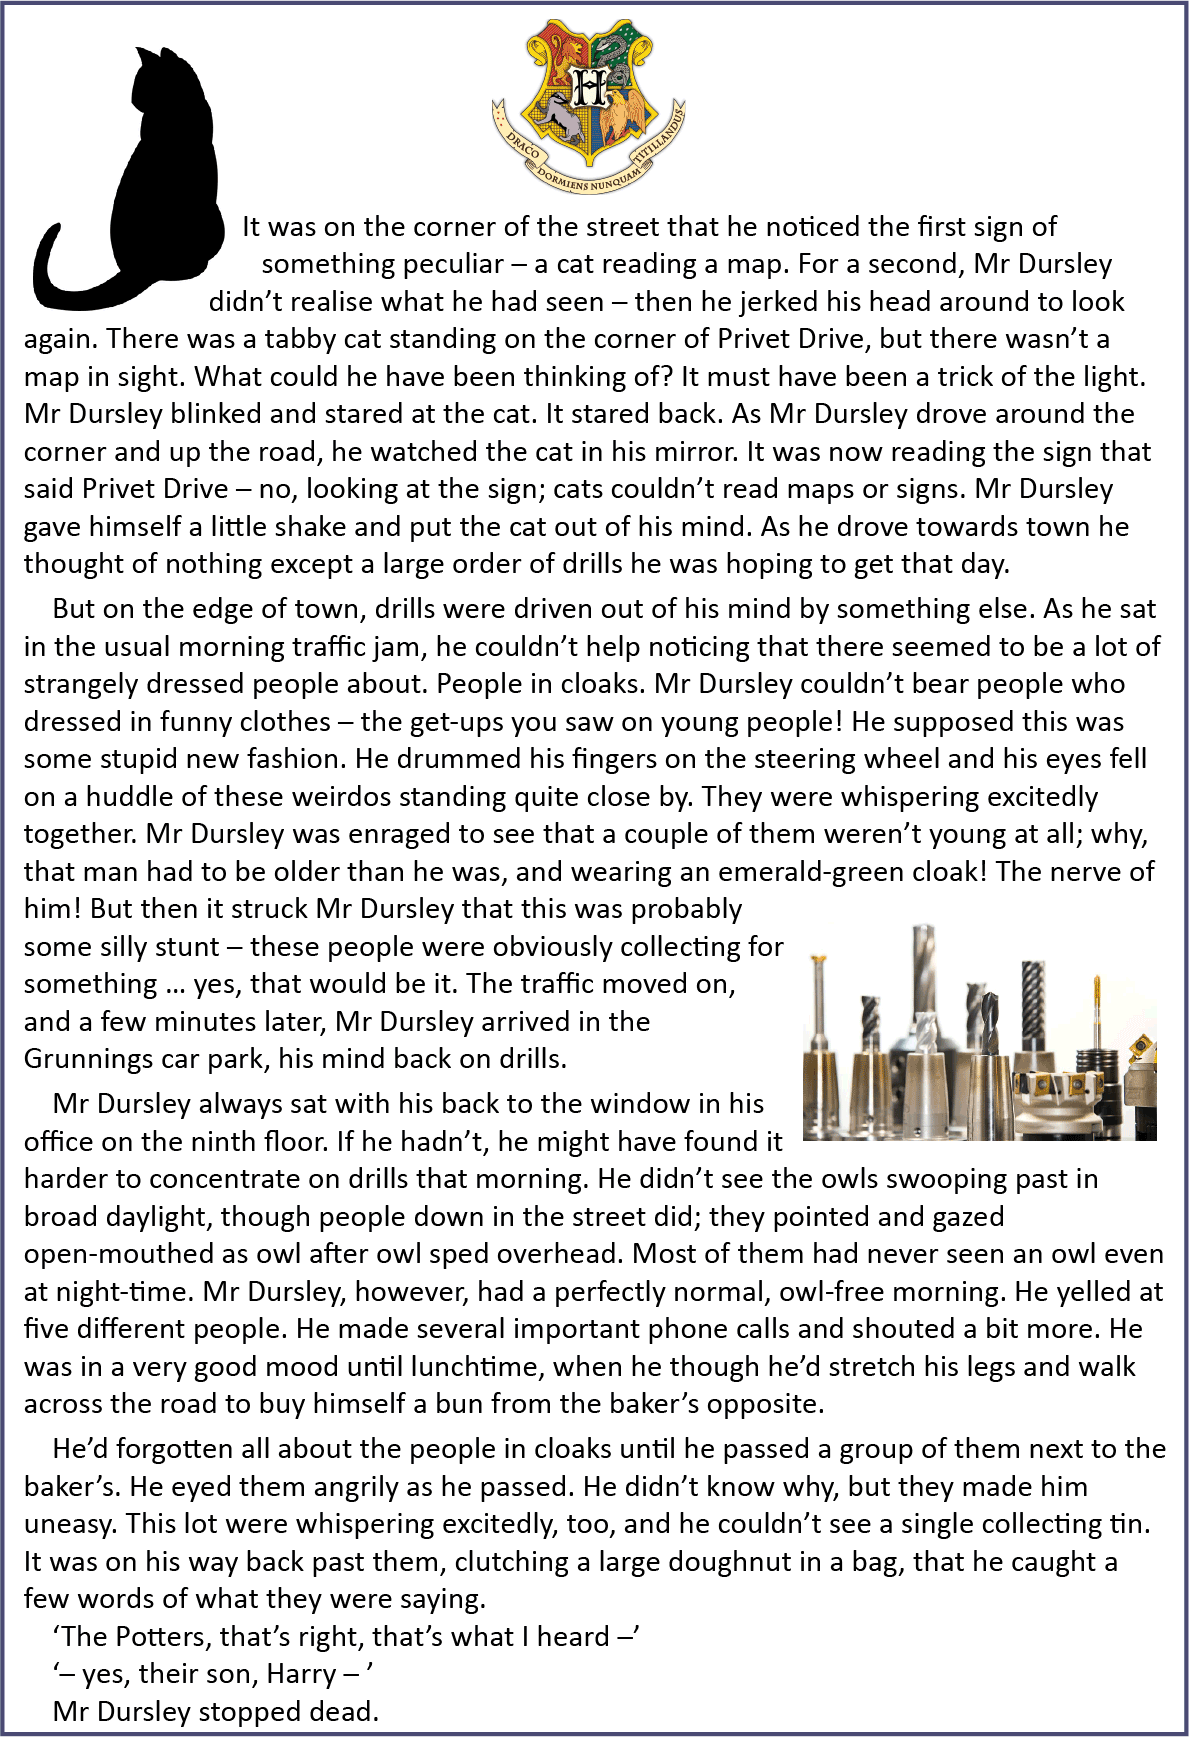 H
DRACO DORMIENS NUNQUAM TITILLANDUS
It was on the corner of the street that he noticed the first sign of
something peculiar – a cat reading a map. For a second, Mr Dursley
didn’t realise what he had seen – then he jerked his head around to look
again. There was a tabby cat standing on the corner of Privet Drive, but there wasn’t a
map in sight. What could he have been thinking of? It must have been a trick of the light.
Mr Dursley blinked and stared at the cat. It stared back. As Mr Dursley drove around the
corner and up the road, he watched the cat in his mirror. It was now reading the sign that
said Privet Drive – no, looking at the sign; cats couldn’t read maps or signs. Mr Dursley
gave himself a little shake and put the cat out of his mind. As he drove towards town he
thought of nothing except a large order of drills he was hoping to get that day.
But on the edge of town, drills were driven out of his mind by something else. As he sat
in the usual morning traffic jam, he couldn’t help noticing that there seemed to be a lot of
strangely dressed people about. People in cloaks. Mr Dursley couldn’t bear people who
dressed in funny clothes – the get-ups you saw on young people! He supposed this was
some stupid new fashion. He drummed his fingers on the steering wheel and his eyes fell
on a huddle of these weirdos standing quite close by. They were whispering excitedly
together. Mr Dursley was enraged to see that a couple of them weren’t young at all; why,
that man had to be older than he was, and wearing an emerald-green cloak! The nerve of
him! But then it struck Mr Dursley that this was probably
some silly stunt – these people were obviously collecting for
something … yes, that would be it. The traffic moved on,
and a few minutes later, Mr Dursley arrived in the
Grunnings car park, his mind back on drills.
Mr Dursley always sat with his back to the window in his
office on the ninth floor. If he hadn’t, he might have found it
harder to concentrate on drills that morning. He didn’t see the owls swooping past in
broad daylight, though people down in the street did; they pointed and gazed
open-mouthed as owl after owl sped overhead. Most of them had never seen an owl even
at night-time. Mr Dursley, however, had a perfectly normal, owl-free morning. He yelled at
five different people. He made several important phone calls and shouted a bit more. He
was in a very good mood until lunchtime, when he though he’d stretch his legs and walk
across the road to buy himself a bun from the baker’s opposite.
He’d forgotten all about the people in cloaks until he passed a group of them next to the
baker’s. He eyed them angrily as he passed. He didn’t know why, but they made him
uneasy. This lot were whispering excitedly, too, and he couldn’t see a single collecting tin.
It was on his way back past them, clutching a large doughnut in a bag, that he caught a
few words of what they were saying.
‘The Potters, that’s right, that’s what I heard –’
‘– yes, their son, Harry – ’
Mr Dursley stopped dead.